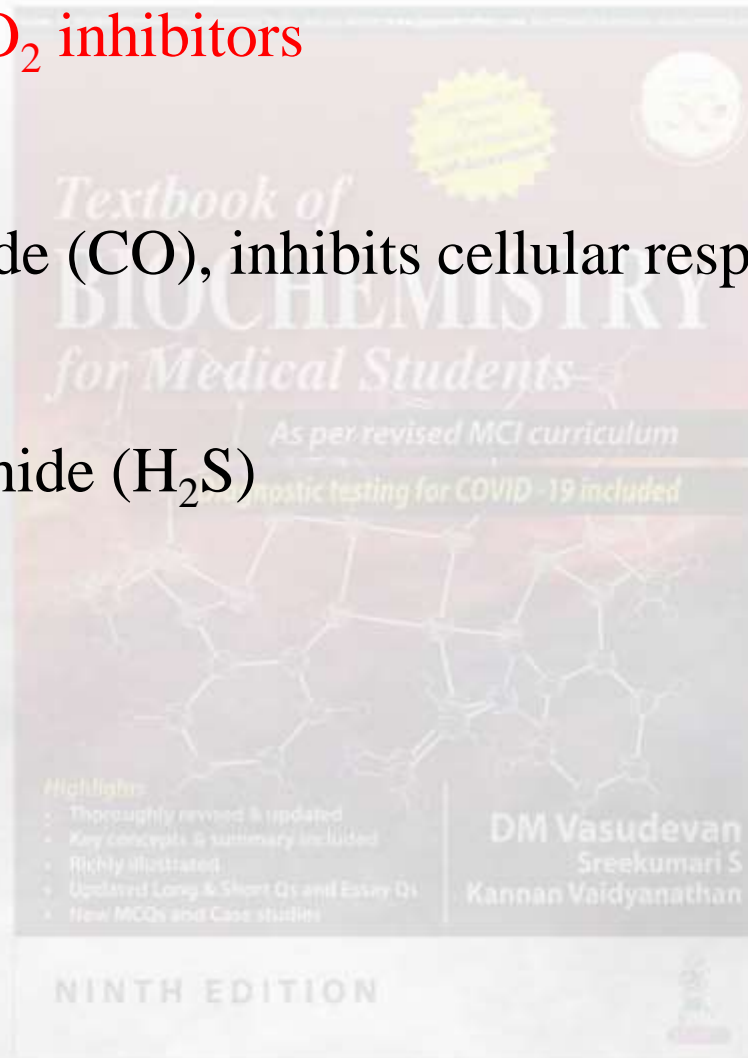 O₂ inhibitors
Textbook of
de (CO), inhibits cellular resp
BIOCHEMISTRY
for Medical Students
As per revised MCI curriculum
hide (H₂S)
gnostic testing for COVID-19 included
Highlights
• Thoroughly revised & updated
• Key concepts & summary included
• Richly illustrated
• Updated Long & Short Qs and Essay Qs
• New MCQs and Case studies
DM Vasudevan
Sreekumari S
Kannan Vaidyanathan
NINTH EDITION